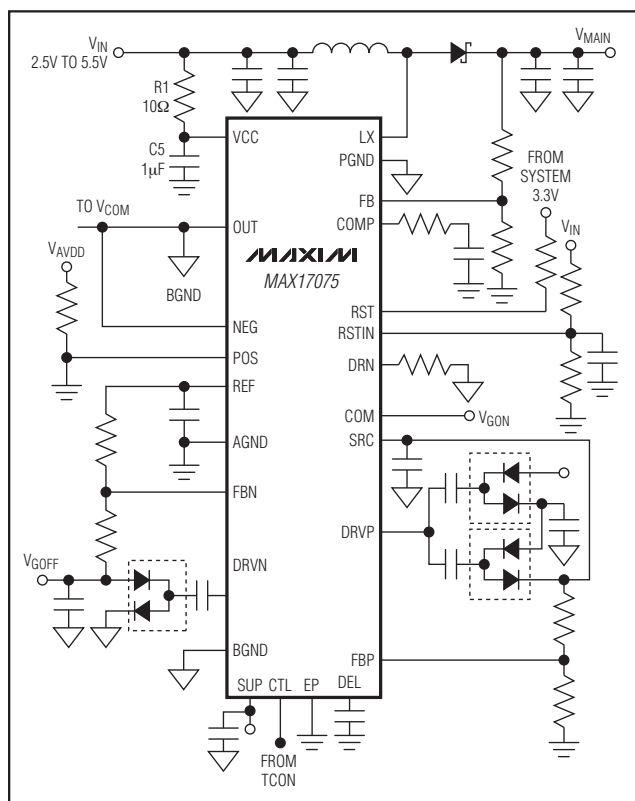 VIN
2.5V TO 5.5V
VMAIN
R1
10Ω
VCC
LX
C5
1μF
PGND
FROM
SYSTEM
3.3V
FB
TO VCOM
COMP
VIN
OUT
VAVDD
MAXIM
MAX17075
BGND
RST
NEG
RSTIN
POS
DRN
REF
COM
VGON
AGND
SRC
FBN
DRVP
VGOFF
DRVN
BGND
FBP
SUP
CTL
EP
DEL
FROM
TCON